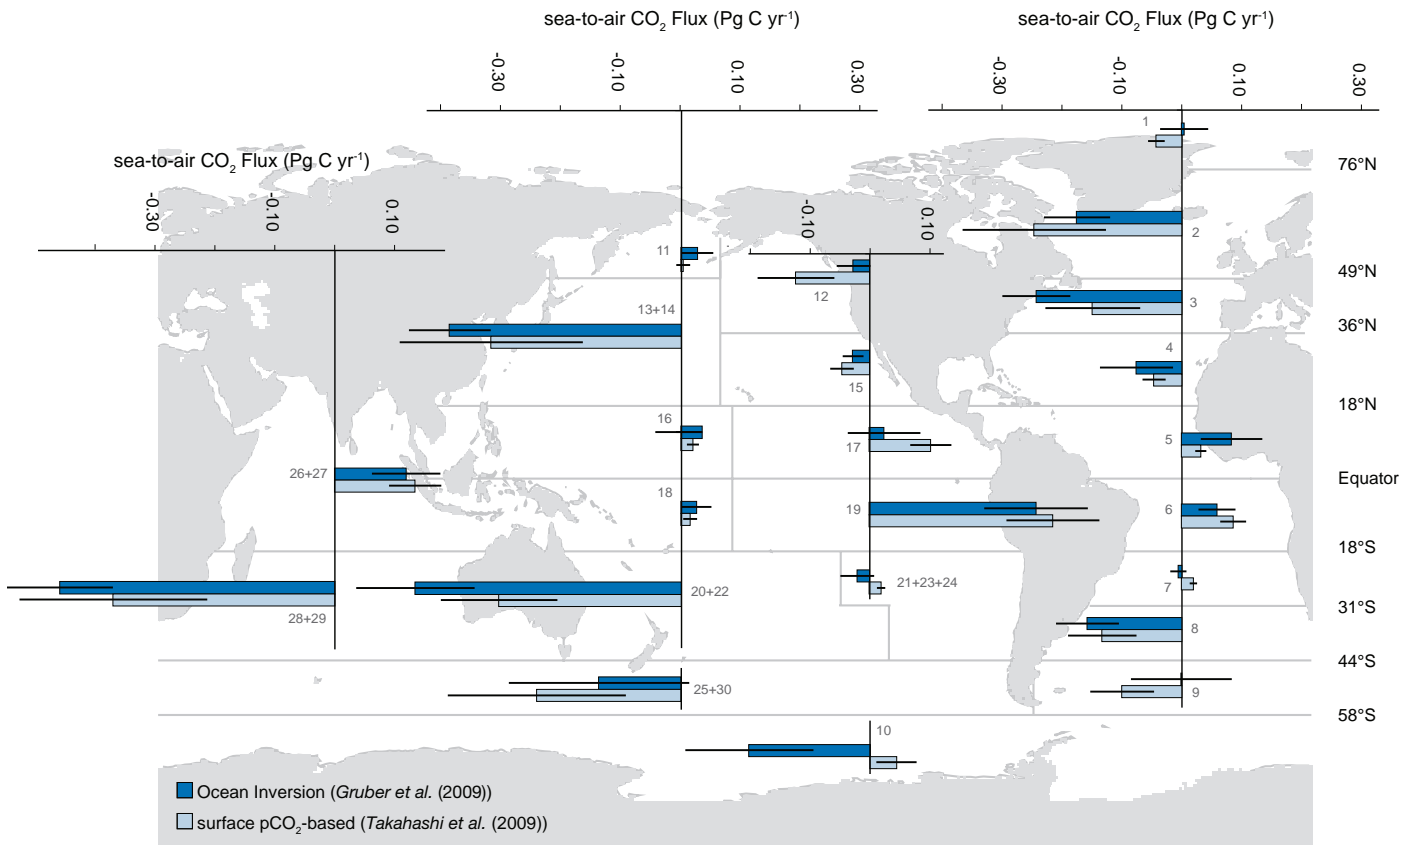 sea-to-air CO2 Flux (Pg C yr-1)
sea-to-air CO2 Flux (Pg C yr-1)
-0.30
-0.10
0.10
0.30
-0.30
-0.10
0.10
0.30
1
76°N
sea-to-air CO2 Flux (Pg C yr-1)
-0.30
-0.10
0.10
-0.10
0.10
2
11
49°N
12
3
13+14
36°N
4
15
18°N
16
17
5
26+27
Equator
18
19
6
18°S
21+23+24
7
20+22
31°S
28+29
8
44°S
25+30
9
58°S
10
Ocean Inversion (Gruber et al. (2009))
surface pCO2-based (Takahashi et al. (2009))